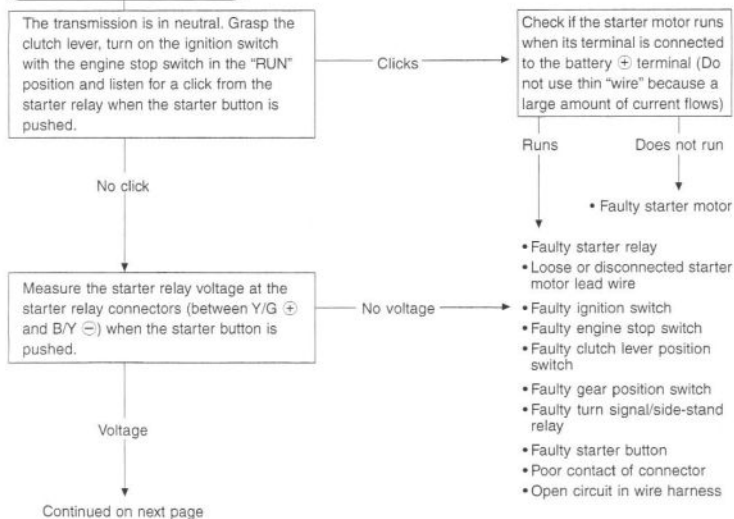 The transmission is in neutral. Grasp the
clutch lever, turn on the ignition switch
with the engine stop switch in the “RUN”
position and listen for a click from the
starter relay when the starter button is
pushed.
Clicks
Check if the starter motor runs
when its terminal is connected
to the battery ⊕ terminal (Do
not use thin “wire” because a
large amount of current flows)
Runs
Does not run
No click
• Faulty starter motor
• Faulty starter relay
• Loose or disconnected starter
motor lead wire
Measure the starter relay voltage at the
starter relay connectors (between Y/G ⊕
and B/Y ⊖) when the starter button is
pushed.
No voltage
• Faulty ignition switch
• Faulty engine stop switch
• Faulty clutch lever position
switch
• Faulty gear position switch
• Faulty turn signal/side-stand
relay
• Faulty starter button
• Poor contact of connector
• Open circuit in wire harness
Voltage
Continued on next page